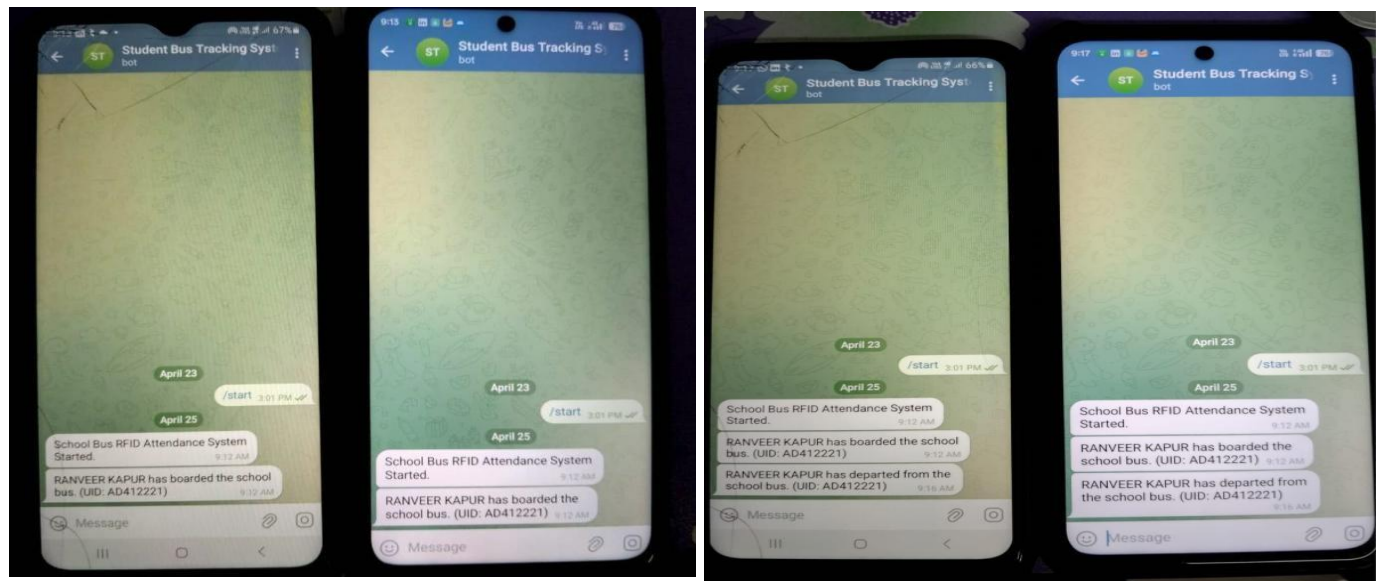 67%
ST
Student Bus Tracking Syst
bot
April 23
/start 3:01 PM
April 25
School Bus RFID Attendance System
Started. 9:12 AM
RANVEER KAPUR has boarded the school
bus. (UID: AD412221) 9:12 AM
Message
9:13
ST
Student Bus Tracking S
bot
April 23
/start 3:01 PM
April 25
School Bus RFID Attendance System
Started. 9:12 AM
RANVEER KAPUR has boarded the
school bus. (UID: AD412221) 9:12 AM
Message
66%
ST
Student Bus Tracking Syst
bot
April 23
/start 3:01 PM
April 25
School Bus RFID Attendance System
Started. 9:12 AM
RANVEER KAPUR has boarded the school
bus. (UID: AD412221) 9:12 AM
RANVEER KAPUR has departed from the
school bus. (UID: AD412221) 9:16 AM
Message
9:17
ST
Student Bus Tracking S
bot
April 23
/start 3:01 PM
April 25
School Bus RFID Attendance System
Started. 9:12 AM
RANVEER KAPUR has boarded the
school bus. (UID: AD412221) 9:12 AM
RANVEER KAPUR has departed from
the school bus. (UID: AD412221)
9:16 AM
Message